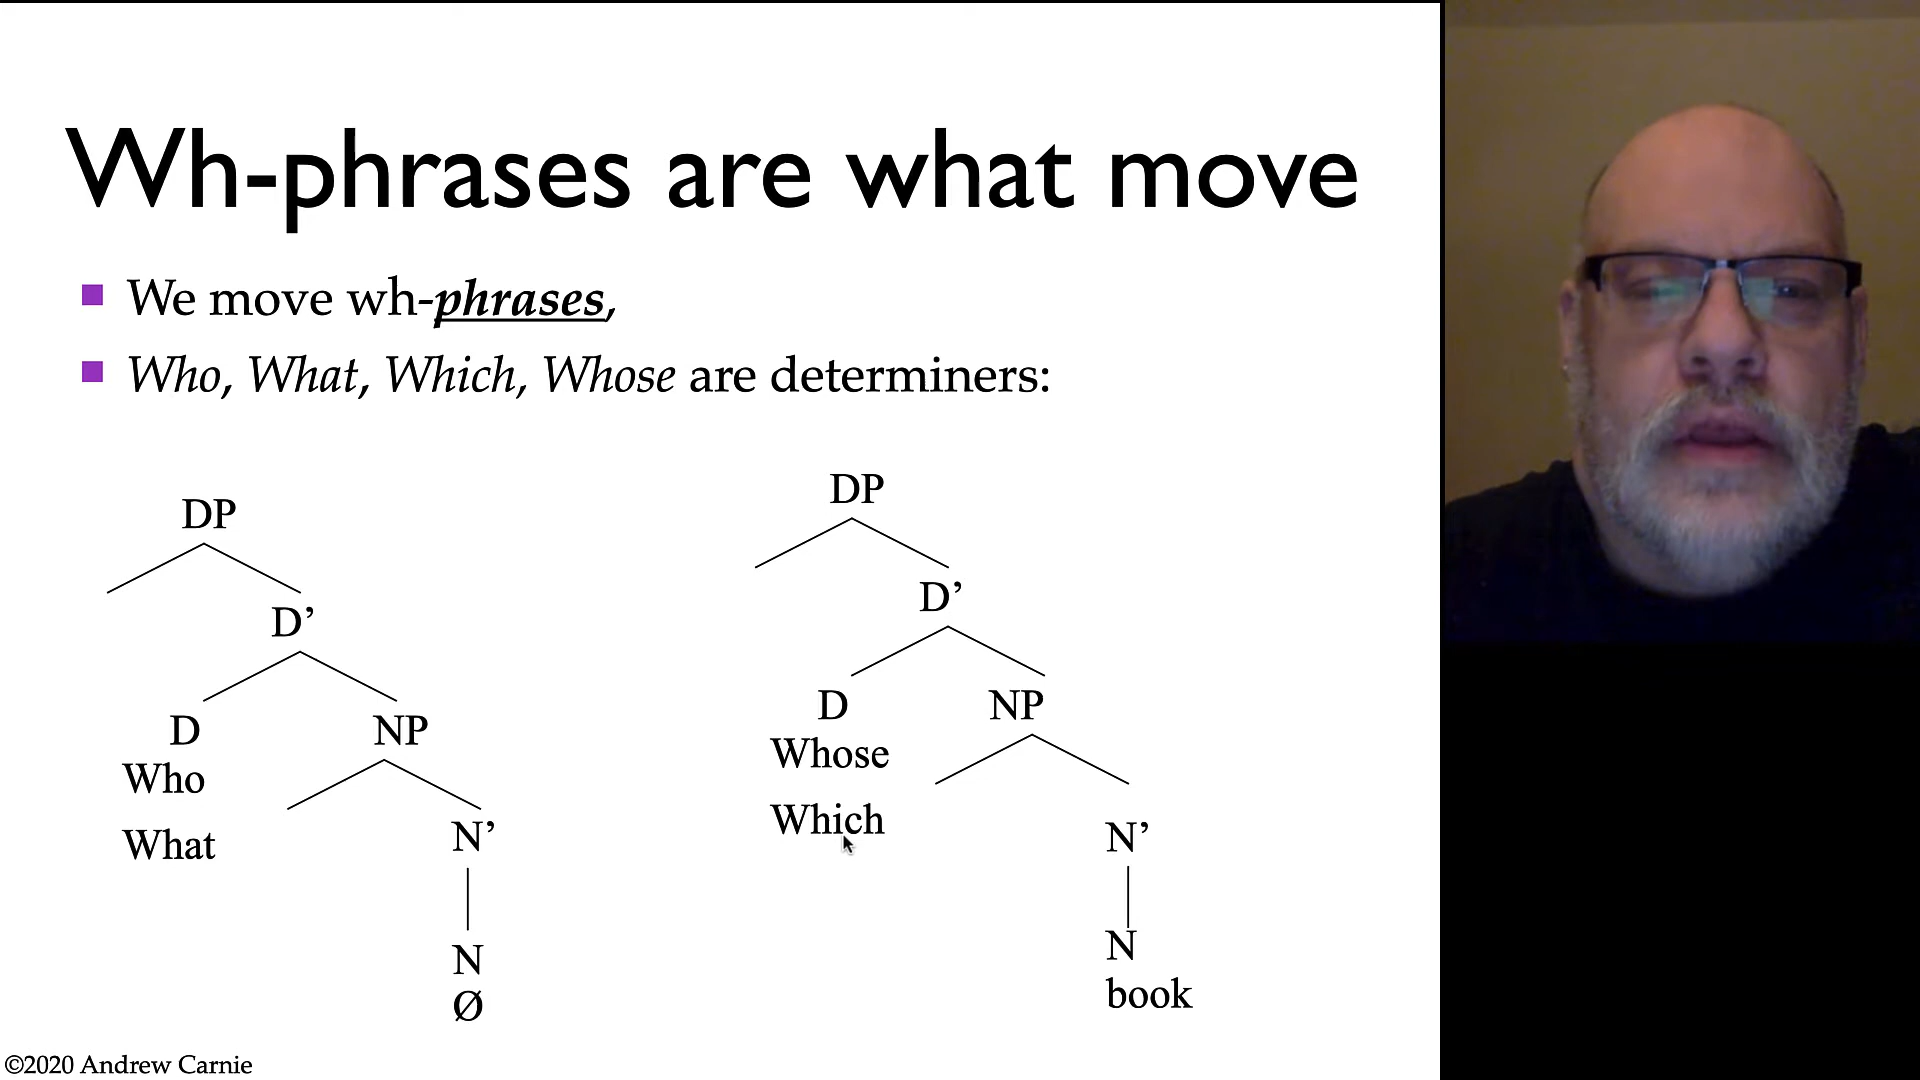 Wh-phrases are what move
We move wh-phrases,
Who, What, Which, Whose are determiners:
DP
D’
D NP
Who
What
N’
N
Ø
DP
D’
D NP
Whose
Which
N’
N
book
©2020 Andrew Carnie